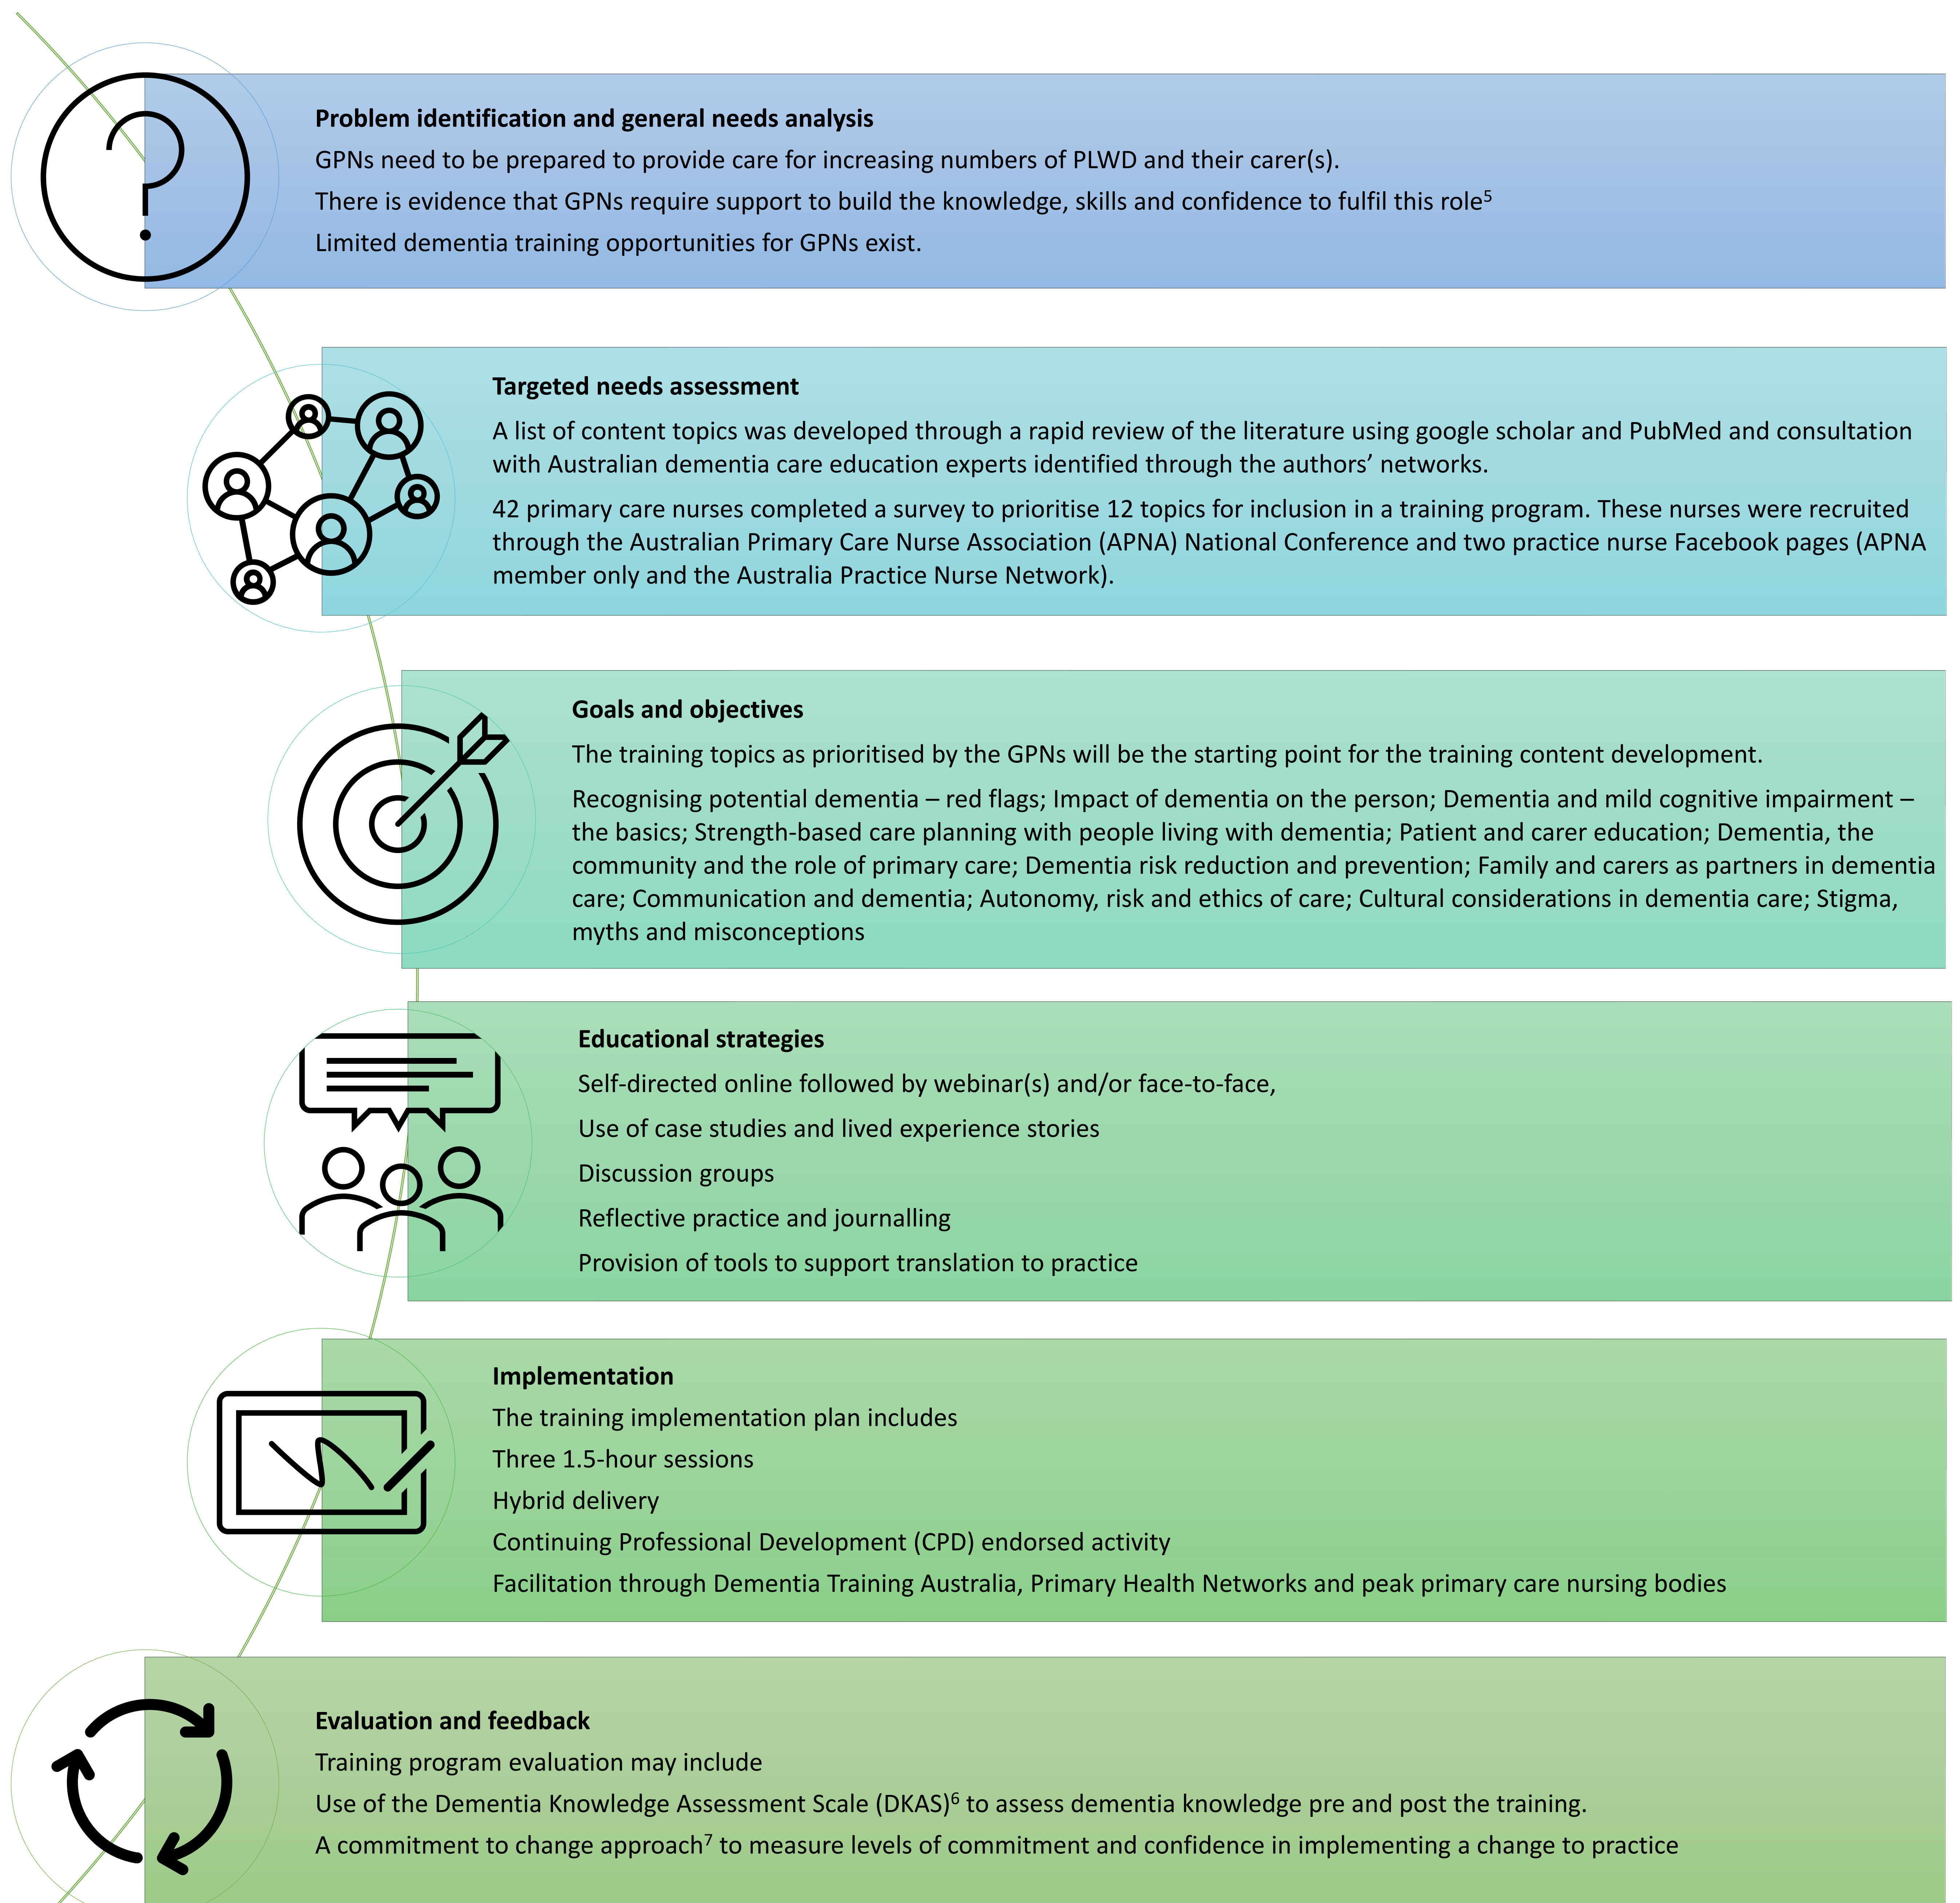 Problem identification and general needs analysis
GPNs need to be prepared to provide care for increasing numbers of PLWD and their carer(s).
There is evidence that GPNs require support to build the knowledge, skills and confidence to fulfil this role⁵
Limited dementia training opportunities for GPNs exist.
Targeted needs assessment
A list of content topics was developed through a rapid review of the literature using google scholar and PubMed and consultation
with Australian dementia care education experts identified through the authors’ networks.
42 primary care nurses completed a survey to prioritise 12 topics for inclusion in a training program. These nurses were recruited
through the Australian Primary Care Nurse Association (APNA) National Conference and two practice nurse Facebook pages (APNA
member only and the Australia Practice Nurse Network).
Goals and objectives
The training topics as prioritised by the GPNs will be the starting point for the training content development.
Recognising potential dementia – red flags; Impact of dementia on the person; Dementia and mild cognitive impairment –
the basics; Strength-based care planning with people living with dementia; Patient and carer education; Dementia, the
community and the role of primary care; Dementia risk reduction and prevention; Family and carers as partners in dementia
care; Communication and dementia; Autonomy, risk and ethics of care; Cultural considerations in dementia care; Stigma,
myths and misconceptions
Educational strategies
Self-directed online followed by webinar(s) and/or face-to-face,
Use of case studies and lived experience stories
Discussion groups
Reflective practice and journalling
Provision of tools to support translation to practice
Implementation
The training implementation plan includes
Three 1.5-hour sessions
Hybrid delivery
Continuing Professional Development (CPD) endorsed activity
Facilitation through Dementia Training Australia, Primary Health Networks and peak primary care nursing bodies
Evaluation and feedback
Training program evaluation may include
Use of the Dementia Knowledge Assessment Scale (DKAS)⁶ to assess dementia knowledge pre and post the training.
A commitment to change approach⁷ to measure levels of commitment and confidence in implementing a change to practice